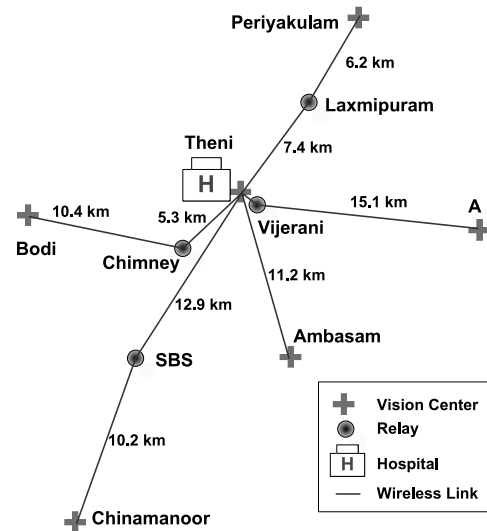 Periyakulam
6.2 km
Laxmipuram
7.4 km
Theni
H
10.4 km
5.3 km
15.1 km
A
Vijerani
Bodi
Chimney
11.2 km
12.9 km
Ambasam
SBS
10.2 km
Chinamanoor
Vision Center
Relay
H Hospital
Wireless Link